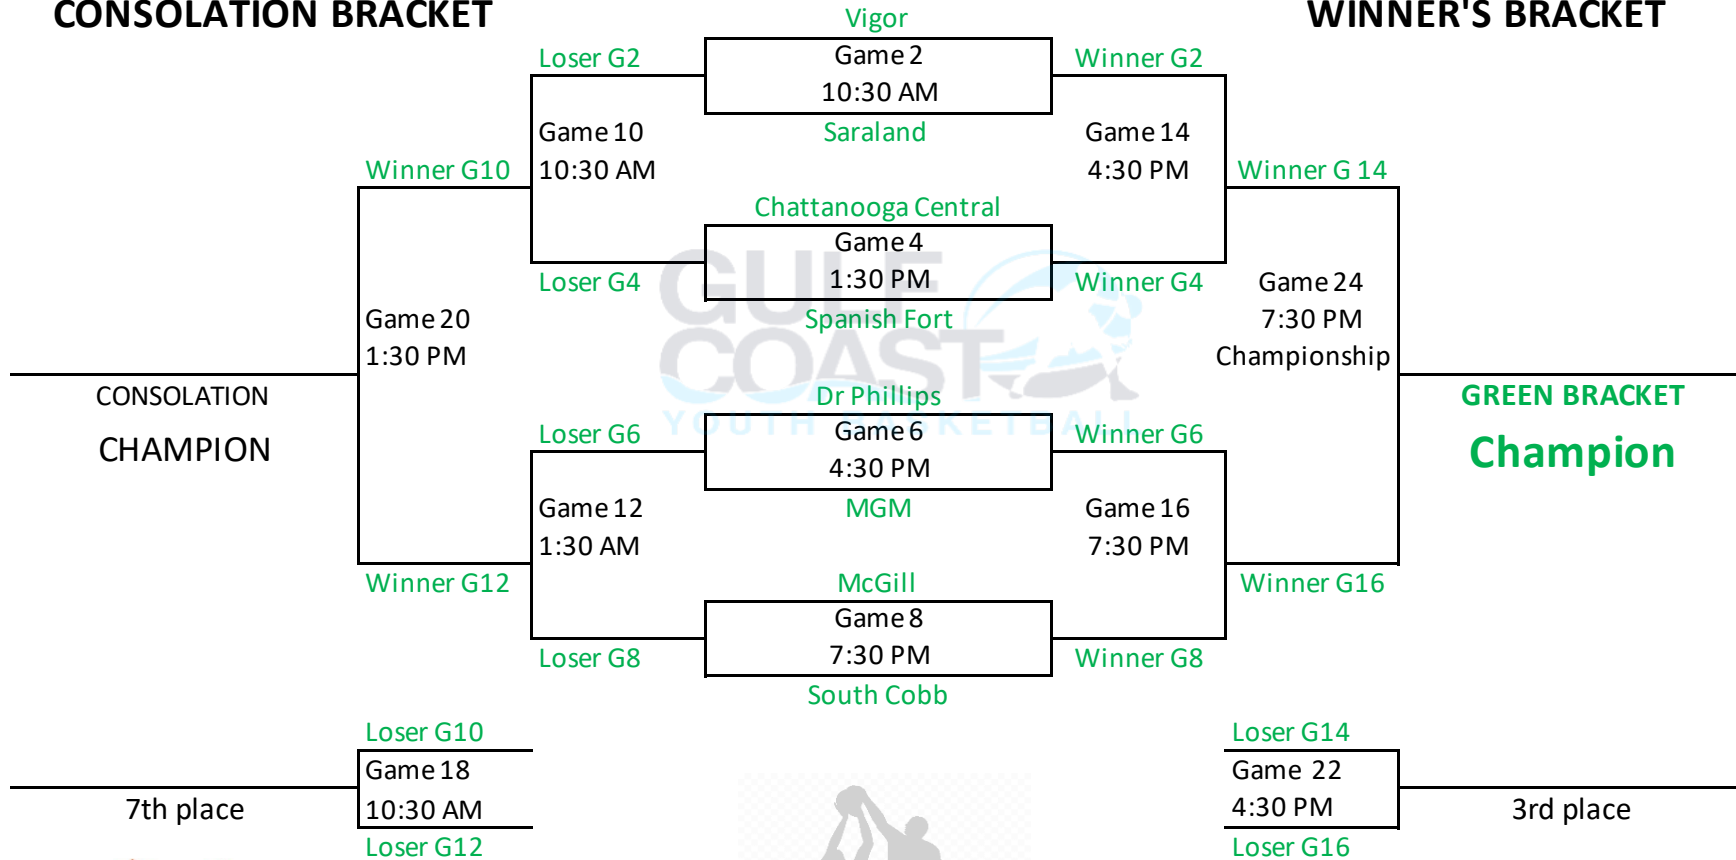 CONSOLATION BRACKET
WINNER'S BRACKET
Vigor
Loser G2
Game 2
Winner G2
10:30 AM
Game 10
Saraland
Game 14
Winner G10
10:30 AM
4:30 PM
Winner G 14
Chattanooga Central
Game 4
Loser G4
1:30 PM
Winner G4
Game 24
Game 20
Spanish Fort
7:30 PM
1:30 PM
Championship
GULF
COAST
YOUTH BASKETBALL
CONSOLATION
Dr Phillips
GREEN BRACKET
CHAMPION
Loser G6
Game 6
Winner G6
Champion
4:30 PM
Game 12
MGM
Game 16
1:30 AM
7:30 PM
Winner G12
McGill
Winner G16
Game 8
Loser G8
7:30 PM
Winner G8
South Cobb
Loser G10
Loser G14
Game 18
Game 22
7th place
10:30 AM
4:30 PM
3rd place
Loser G12
Loser G16